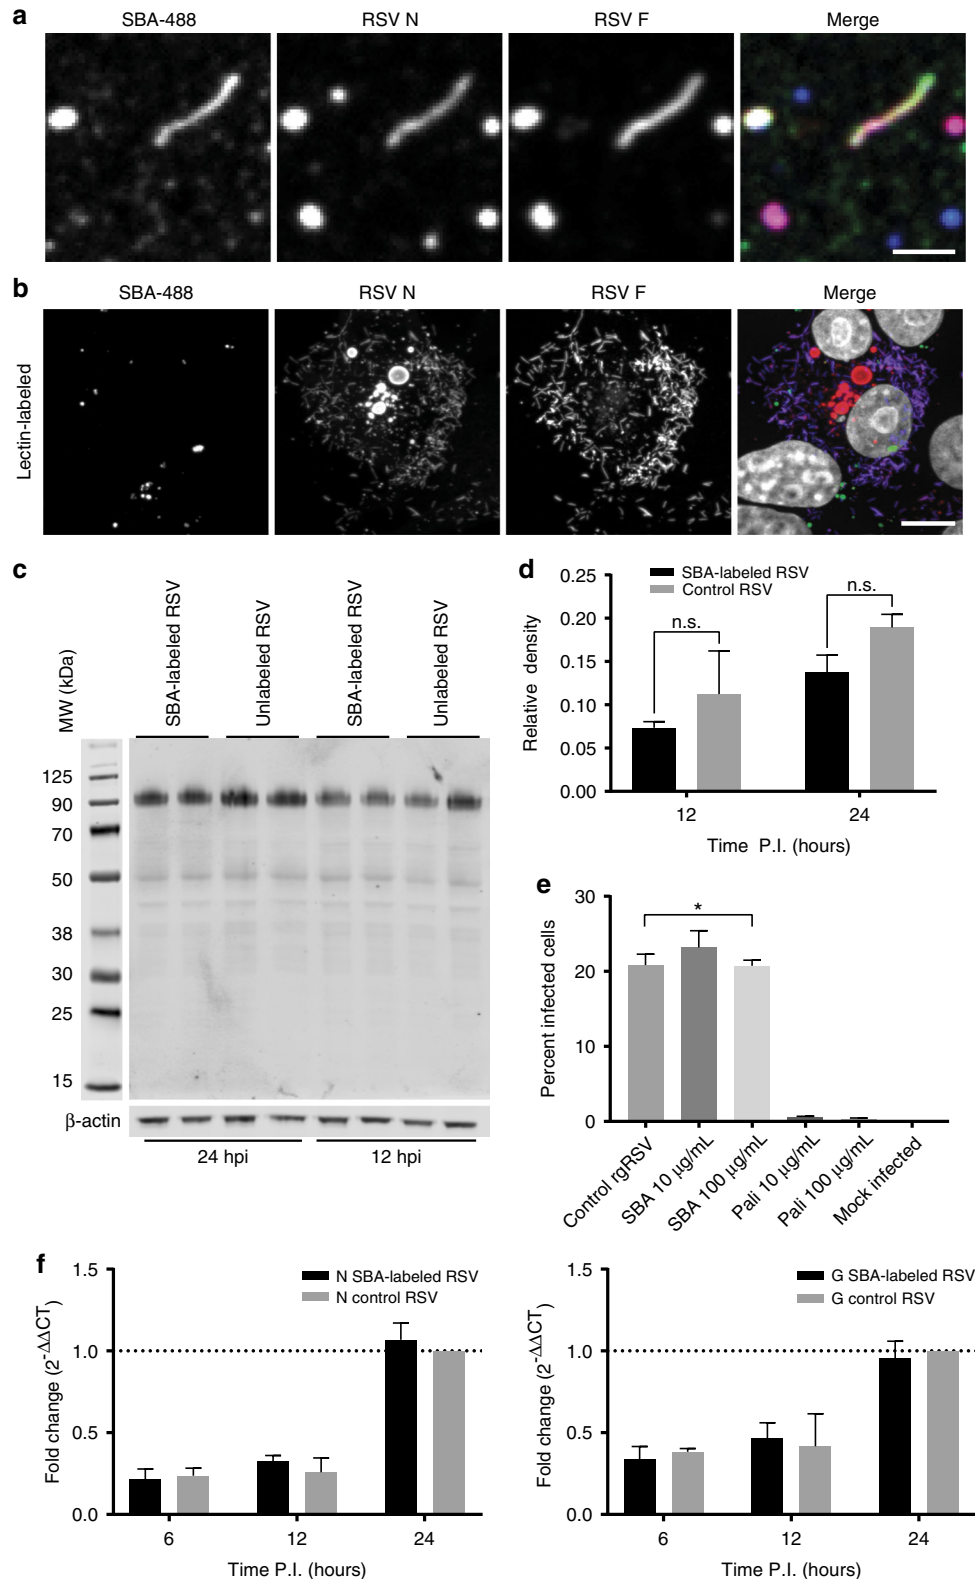 a
SBA-488 RSV N RSV F Merge
b
SBA-488 RSV N RSV F Merge
Lectin-labeled
c
MW (kDa)
SBA-labeled RSV
Unlabeled RSV
SBA-labeled RSV
Unlabeled RSV
125
90
70
50
38
30
25
15
β-actin
24 hpi 12 hpi
d
SBA-labeled RSV
Control RSV
n.s.
n.s.
Relative density
0.25
0.20
0.15
0.10
0.05
0.00
12 24
Time P.I. (hours)
e
*
Percent infected cells
30
20
10
0
Control rgRSV
SBA 10 μg/mL
SBA 100 μg/mL
Pali 10 μg/mL
Pali 100 μg/mL
Mock infected
f
N SBA-labeled RSV
N control RSV
Fold change (2-ΔΔCT)
1.5
1.0
0.5
0.0
6 12 24
Time P.I. (hours)
G SBA-labeled RSV
G control RSV
Fold change (2-ΔΔCT)
1.5
1.0
0.5
0.0
6 12 24
Time P.I. (hours)